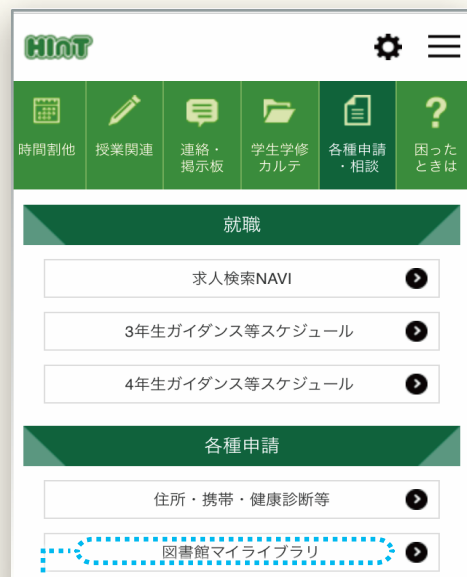 HInT
時間割他
授業関連
連絡・
掲示板
学生学修
カルテ
各種申請
・相談
?
困った
ときは
就職
求人検索NAVI
3年生ガイダンス等スケジュール
4年生ガイダンス等スケジュール
各種申請
住所・携帯・健康診断等
図書館マイライブラリ